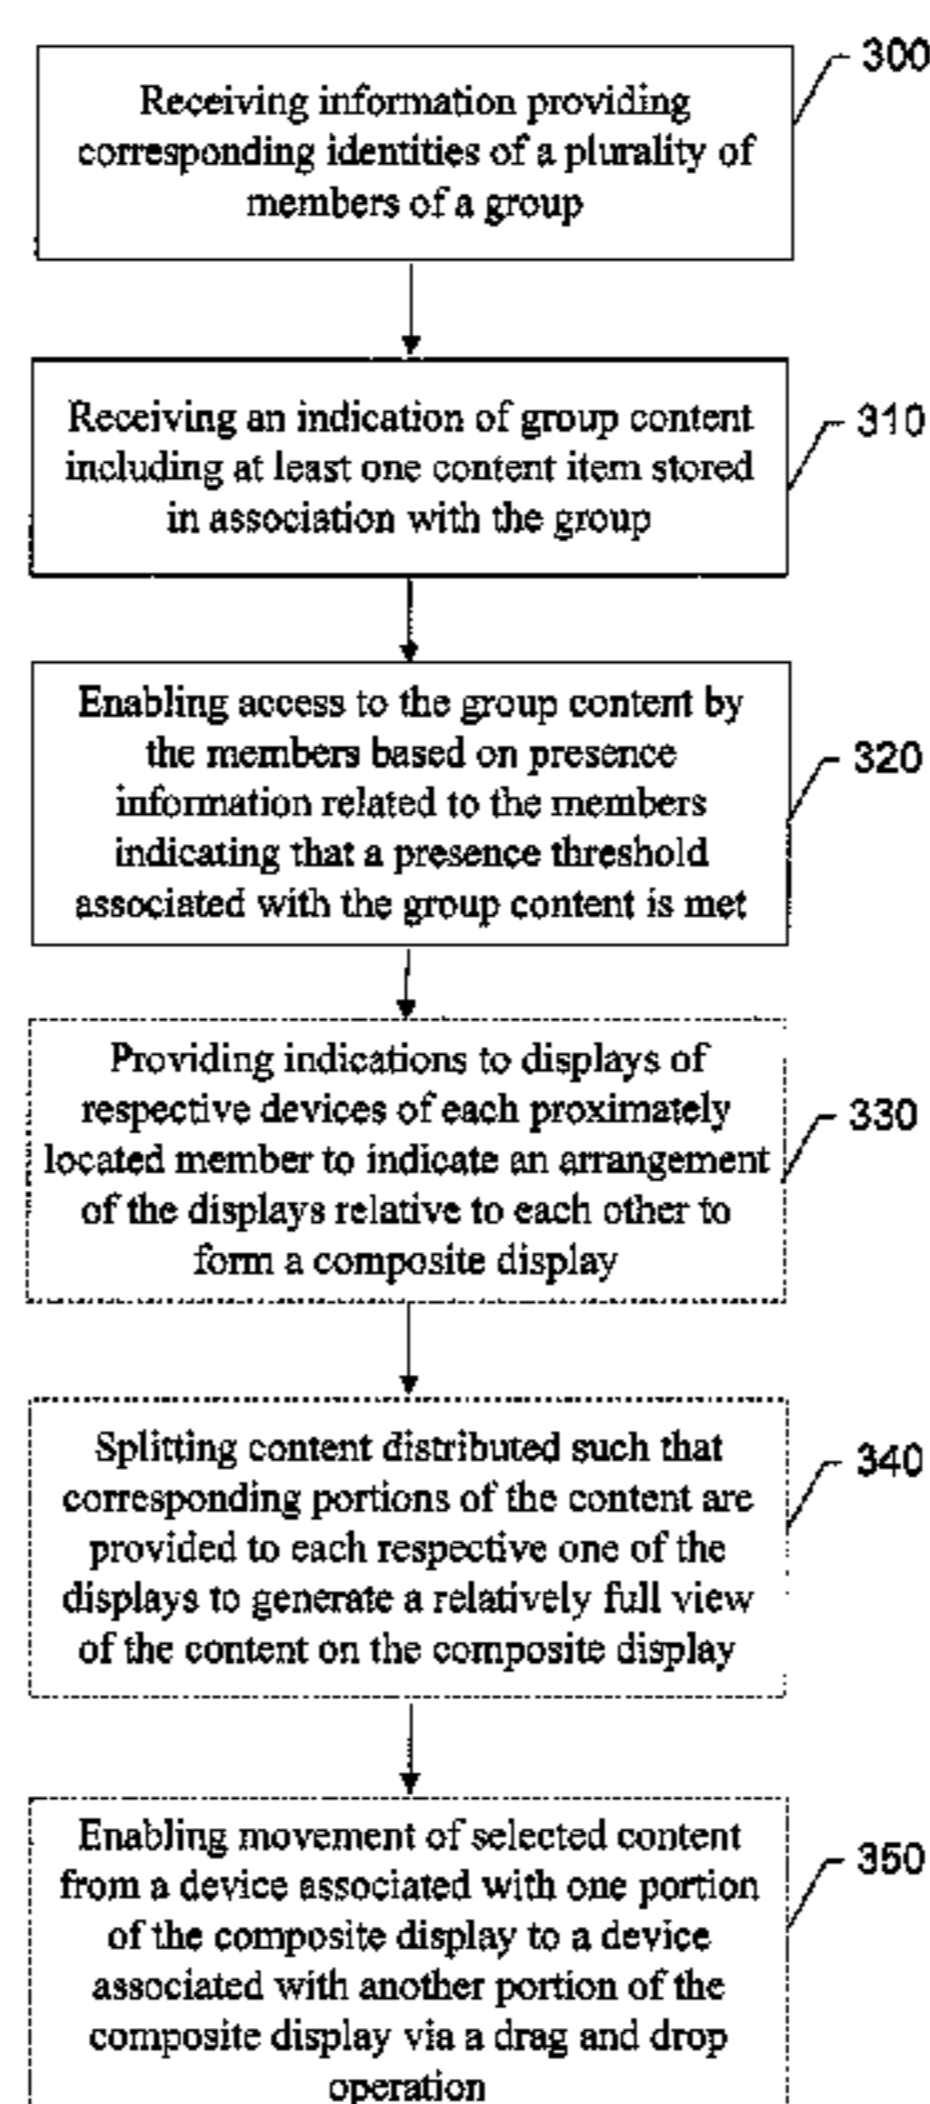 300
Receiving information providing
corresponding identities of a plurality of
members of a group
310
Receiving an indication of group content
including at least one content item stored
in association with the group
320
Enabling access to the group content by
the members based on presence
information related to the members
indicating that a presence threshold
associated with the group content is met
330
Providing indications to displays of
respective devices of each proximately
located member to indicate an arrangement
of the displays relative to each other to
form a composite display
340
Splitting content distributed such that
corresponding portions of the content are
provided to each respective one of the
displays to generate a relatively full view
of the content on the composite display
350
Enabling movement of selected content
from a device associated with one portion
of the composite display to a device
associated with another portion of the
composite display via a drag and drop
operation